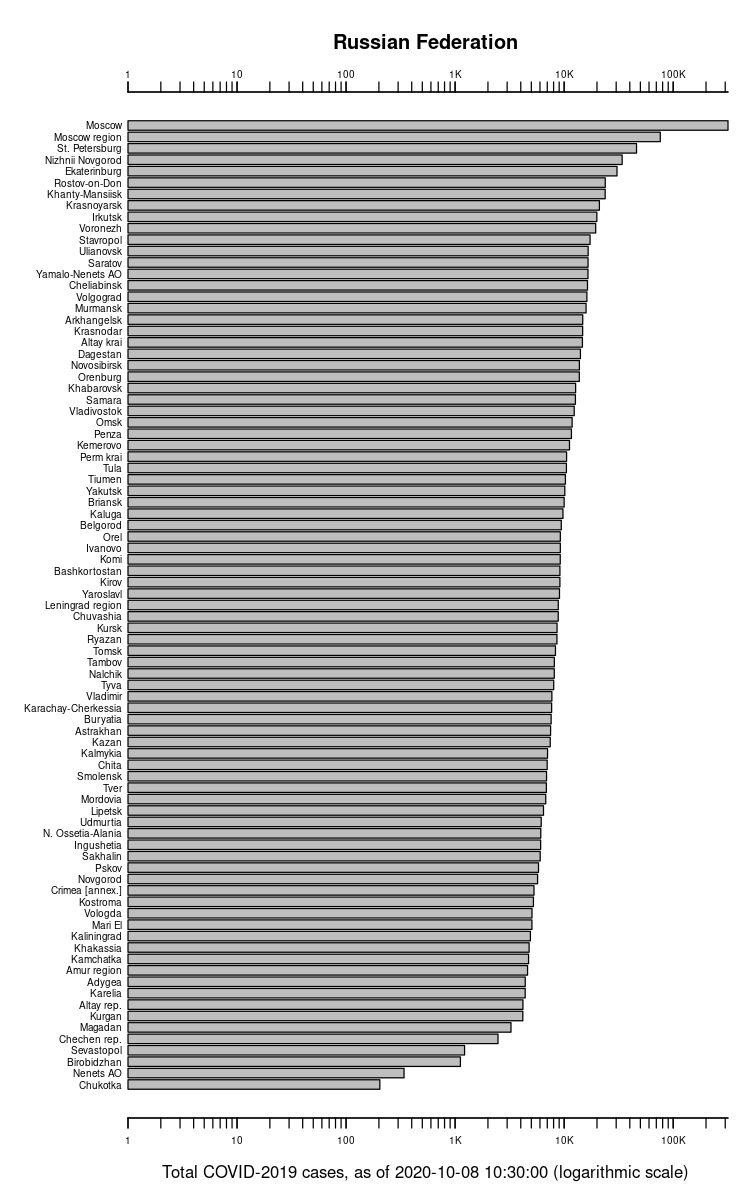 Russian Federation
1 10 100 1K 10K 100K
Moscow
Moscow region
St. Petersburg
Nizhnii Novgorod
Ekaterinburg
Rostov-on-Don
Khanty-Mansiisk
Krasnoyarsk
Irkutsk
Voronezh
Stavropol
Ulianovsk
Saratov
Yamalo-Nenets AO
Cheliabinsk
Volgograd
Murmansk
Arkhangelsk
Krasnodar
Altay krai
Dagestan
Novosibirsk
Orenburg
Khabarovsk
Samara
Vladivostok
Omsk
Penza
Kemerovo
Perm krai
Tula
Tiumen
Yakutsk
Briansk
Kaluga
Belgorod
Orel
Ivanovo
Komi
Bashkortostan
Kirov
Yaroslavl
Leningrad region
Chuvashia
Kursk
Ryazan
Tomsk
Tambov
Nalchik
Tyva
Vladimir
Karachay-Cherkessia
Buryatia
Astrakhan
Kazan
Kalmykia
Chita
Smolensk
Tver
Mordovia
Lipetsk
Udmurtia
N. Ossetia-Alania
Ingushetia
Sakhalin
Pskov
Novgorod
Crimea [annex.]
Kostroma
Vologda
Mari El
Kaliningrad
Khakassia
Kamchatka
Amur region
Adygea
Karelia
Altay rep.
Kurgan
Magadan
Chechen rep.
Sevastopol
Birobidzhan
Nenets AO
Chukotka
1 10 100 1K 10K 100K
Total COVID-2019 cases, as of 2020-10-08 10:30:00 (logarithmic scale)